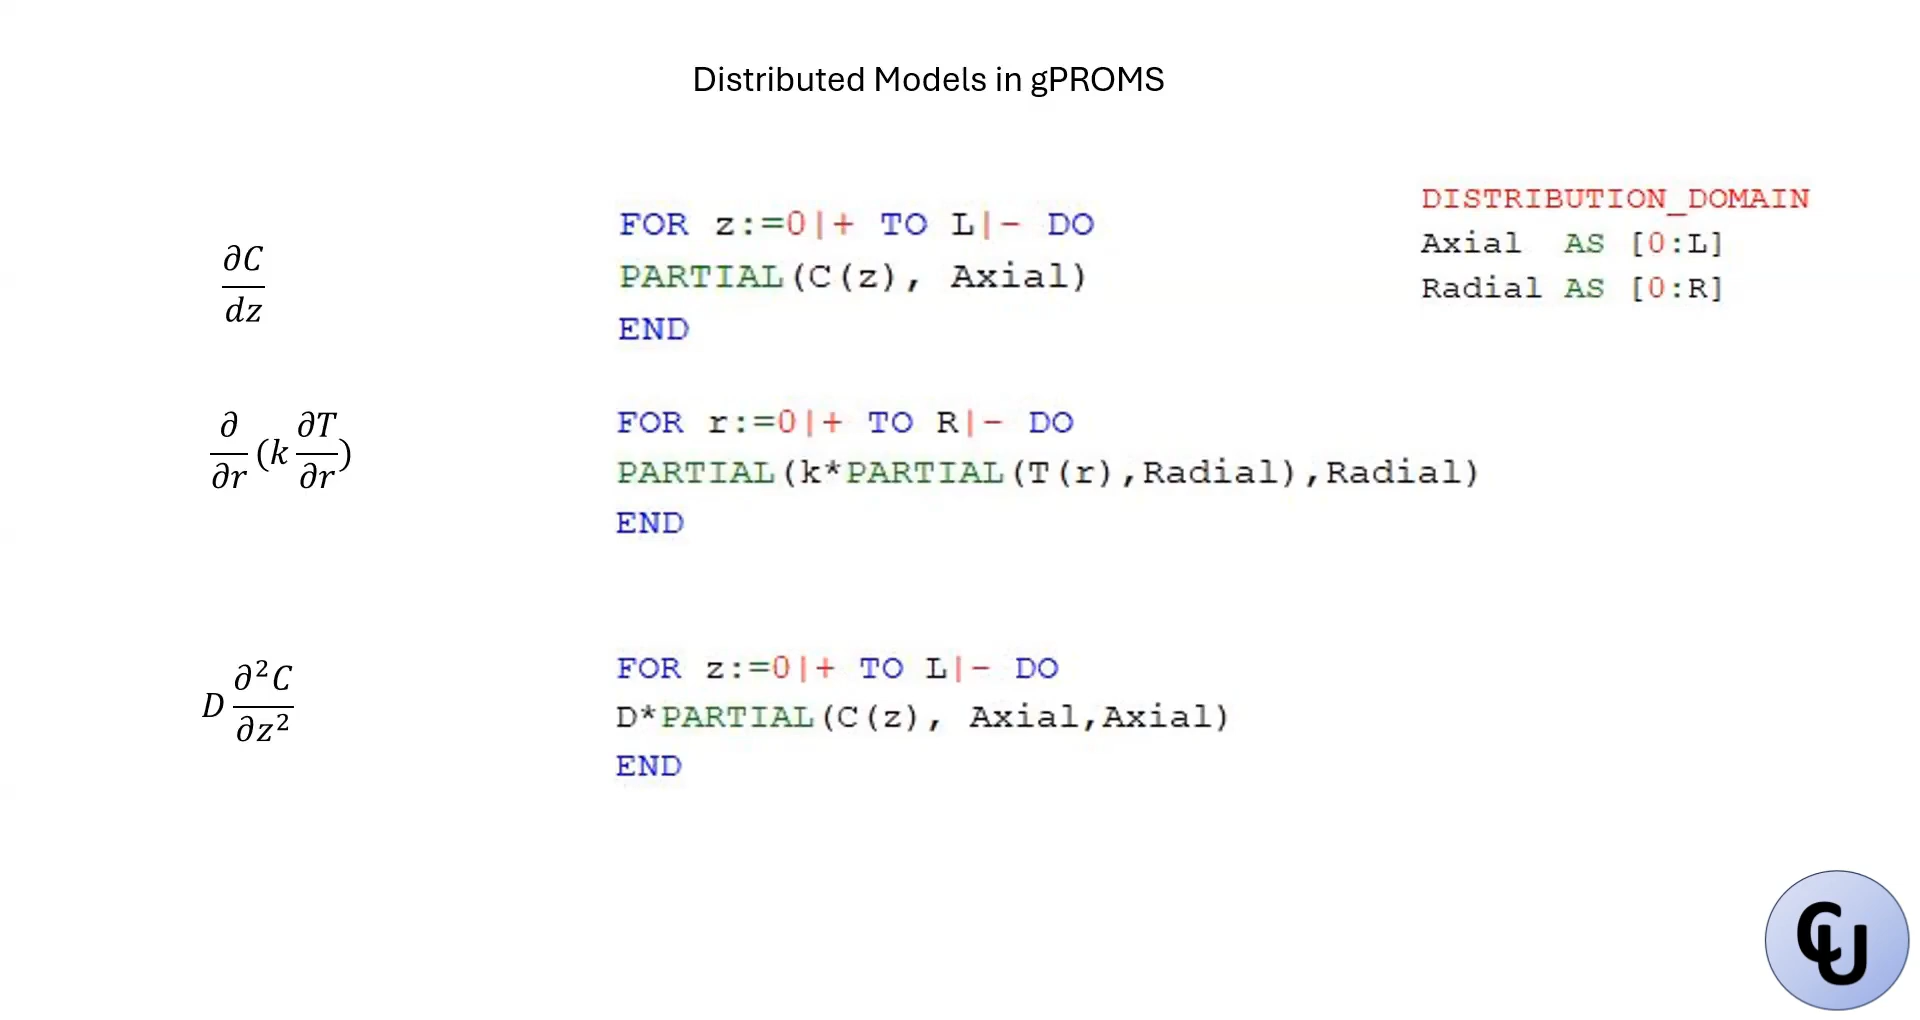 Distributed Models in gPROMS
DISTRIBUTION_DOMAIN
Axial AS [0:L]
Radial AS [0:R]
∂C
dz
FOR z:=0|+ TO L|- DO
PARTIAL(C(z), Axial)
END
∂/∂r (k ∂T/∂r)
FOR r:=0|+ TO R|- DO
PARTIAL(k*PARTIAL(T(r),Radial),Radial)
END
D ∂²C/∂z²
FOR z:=0|+ TO L|- DO
D*PARTIAL(C(z), Axial,Axial)
END
CU